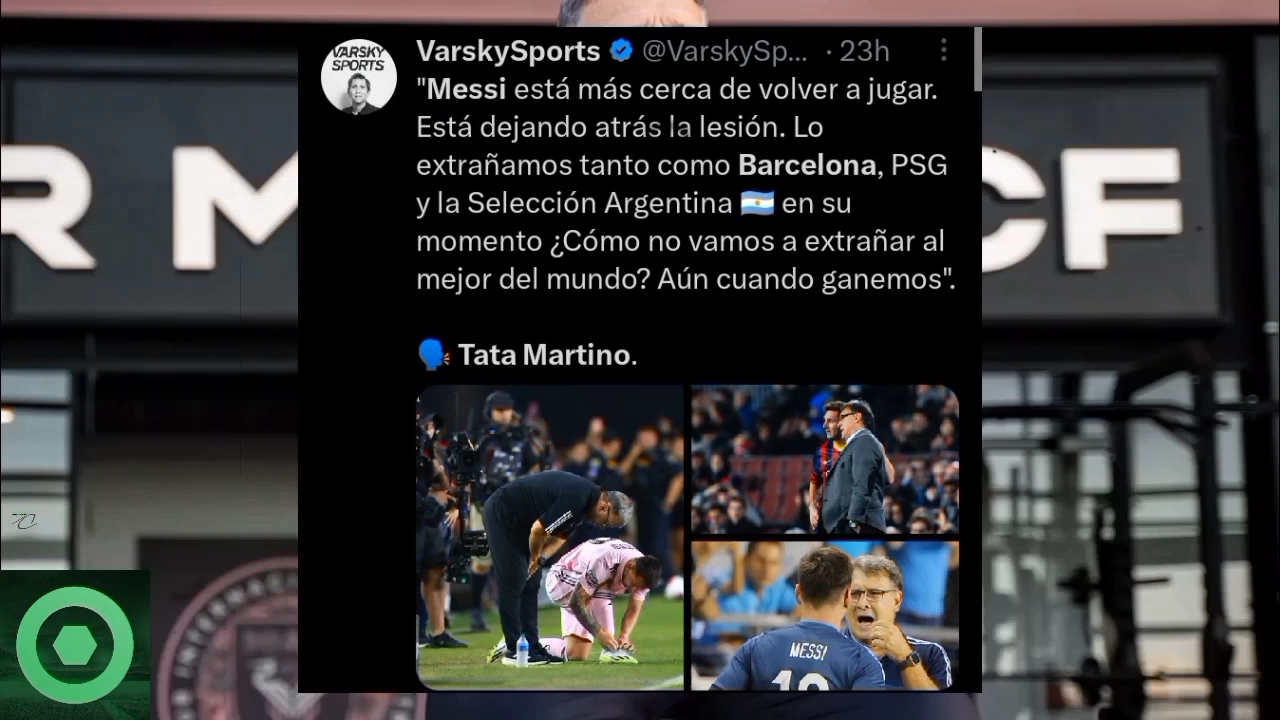 VARSKY
SPORTS
VarskySports @VarskySp... · 23h
"Messi está más cerca de volver a jugar.
Está dejando atrás la lesión. Lo
extrañamos tanto como Barcelona, PSG
y la Selección Argentina 🇦🇷 en su
momento ¿Cómo no vamos a extrañar al
mejor del mundo? Aún cuando ganemos".
🗣 Tata Martino.
R M
CF
MESSI
10
INTERNACIONAL